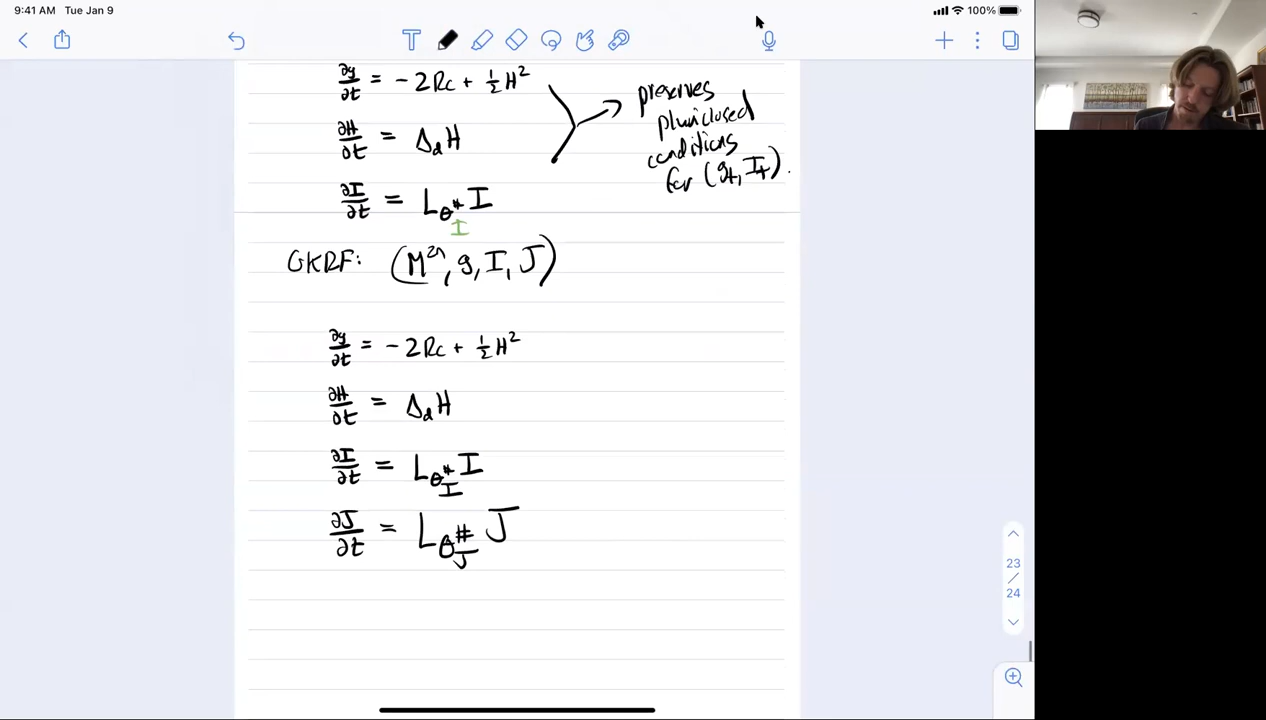 9:41 AM Tue Jan 9
100%
∂g/∂t = -2Rc + ½H²
∂H/∂t = Δ_d H
∂I/∂t = L_{θ_I^#} I
preserves
pluriclosed
conditions
for (g_t, I_t).
GKRF: (M²ⁿ, g, I, J)
∂g/∂t = -2Rc + ½H²
∂H/∂t = Δ_d H
∂I/∂t = L_{θ_I^#} I
∂J/∂t = L_{θ_J^#} J
23
/
24